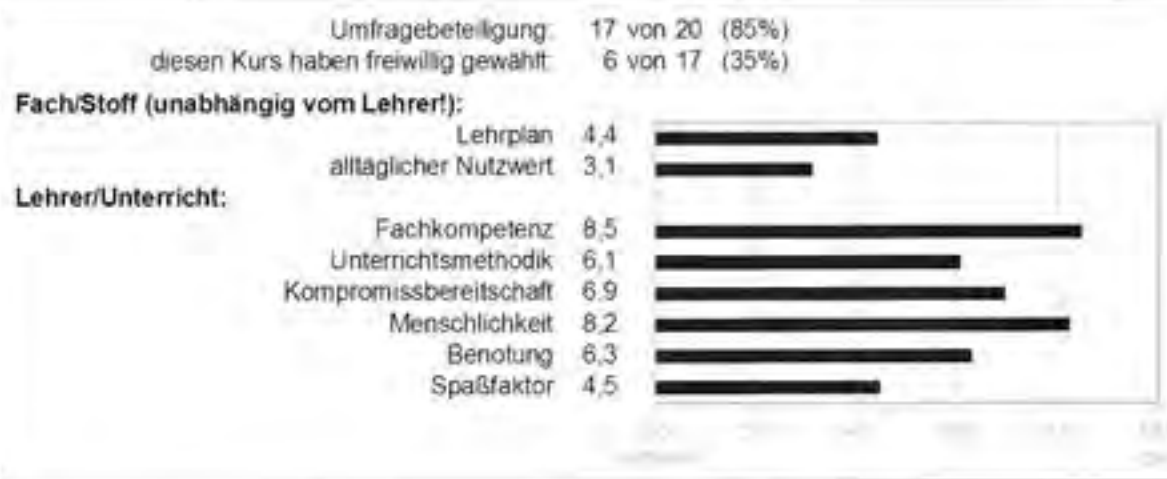 Umfragebeteiligung: 17 von 20 (85%)
diesen Kurs haben freiwillig gewählt: 6 von 17 (35%)
Fach/Stoff (unabhängig vom Lehrer!):
Lehrplan 4,4
alltäglicher Nutzwert 3,1
Lehrer/Unterricht:
Fachkompetenz 8,5
Unterrichtsmethodik 6,1
Kompromissbereitschaft 6,9
Menschlichkeit 8,2
Benotung 6,3
Spaßfaktor 4,5